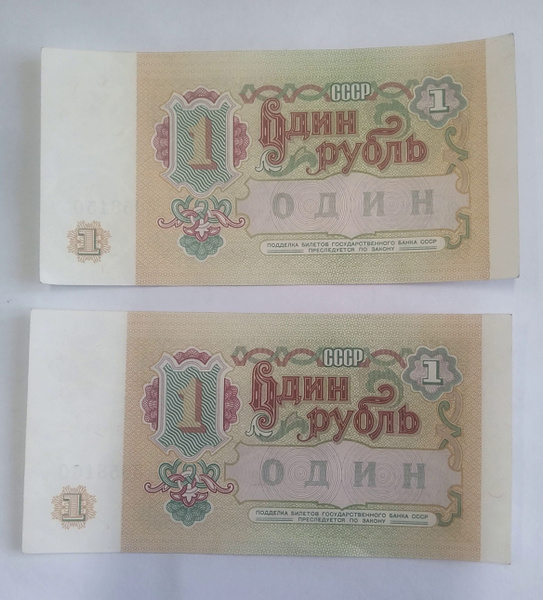 СССР
1
1
Один
рубль
ОДИН
1
ПОДДЕЛКА БИЛЕТОВ ГОСУДАРСТВЕННОГО БАНКА СССР
ПРЕСЛЕДУЕТСЯ ПО ЗАКОНУ
СССР
1
1
Один
рубль
ОДИН
1
ПОДДЕЛКА БИЛЕТОВ ГОСУДАРСТВЕННОГО БАНКА СССР
ПРЕСЛЕДУЕТСЯ ПО ЗАКОНУ